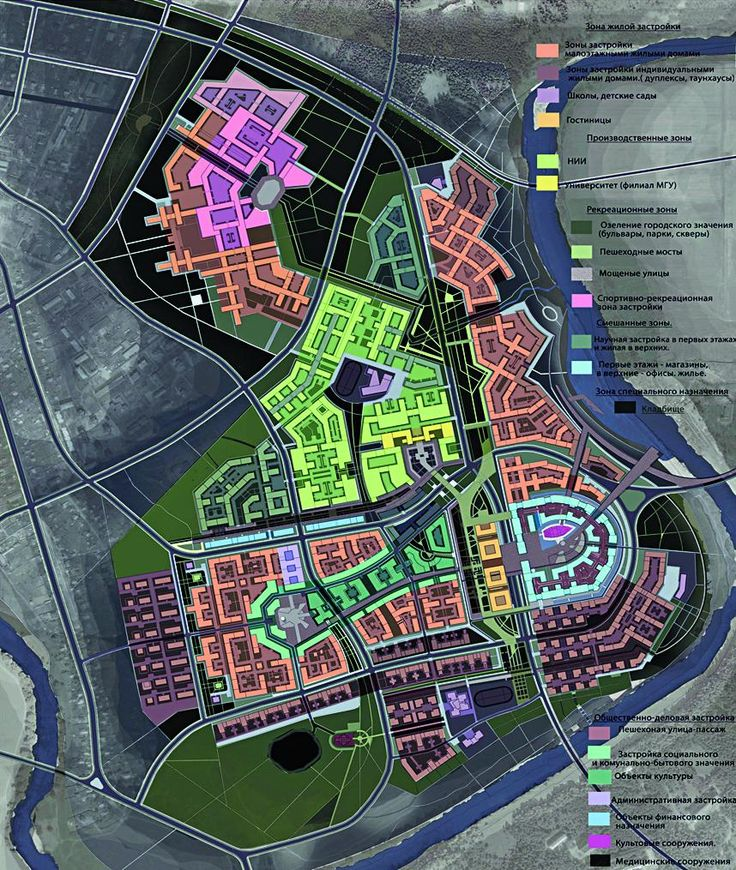 Зона жилой застройки
Зоны застройки
малоэтажными жилыми домами
Зоны застройки индивидуальными
жилыми домами.( дуплексы, таунхаусы)
Школы, детские сады
Гостиницы
Производственные зоны
НИИ
Университет (филиал МГУ)
Рекреационные зоны
Озеление городского значения
(бульвары, парки, скверы)
Пешеходные мосты
Мощеные улицы
Спортивно-рекреационная
зона застройки
Смешанные зоны.
Научная застройка в первых этажах
и жилая в верхних.
Первые этажи - магазины,
в верхние - офисы, жилье.
Зона специального назначения
Кладбище
Общественно-деловая застройка
Пешехоная улица-пассаж
Застройка социального
и комунально-бытового значения
Объекты культуры
Административная застройка
Объекты финансового
назначения
Культовые сооружения.
Медицинские сооружения